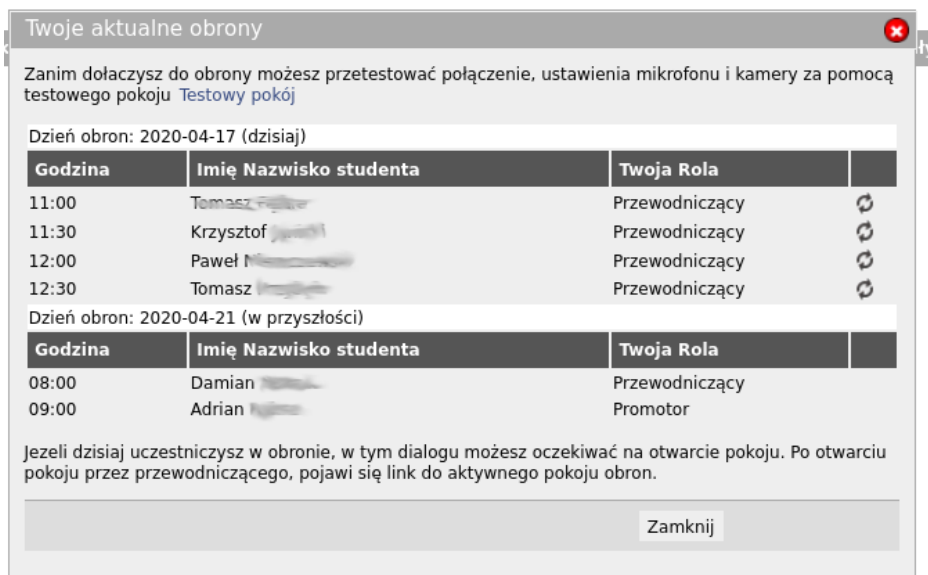 Twoje aktualne obrony
Zanim dołaczysz do obrony możesz przetestować połączenie, ustawienia mikrofonu i kamery za pomocą
testowego pokoju Testowy pokój
Dzień obron: 2020-04-17 (dzisiaj)
Godzina Imię Nazwisko studenta Twoja Rola
11:00 Tomasz Przewodniczący
11:30 Krzysztof Przewodniczący
12:00 Paweł Przewodniczący
12:30 Tomasz Przewodniczący
Dzień obron: 2020-04-21 (w przyszłości)
Godzina Imię Nazwisko studenta Twoja Rola
08:00 Damian Przewodniczący
09:00 Adrian Promotor
Jezeli dzisiaj uczestniczysz w obronie, w tym dialogu możesz oczekiwać na otwarcie pokoju. Po otwarciu
pokoju przez przewodniczącego, pojawi się link do aktywnego pokoju obron.
Zamknij